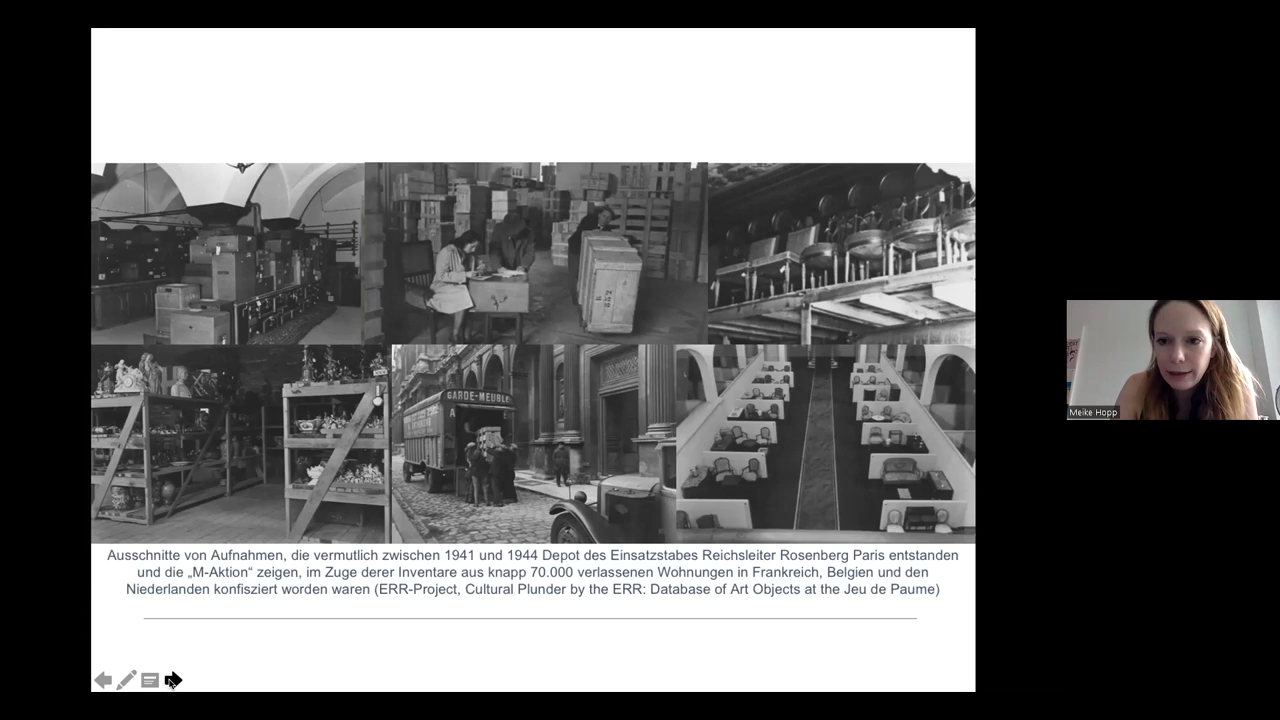 GARDE-MEUBLE
Ausschnitte von Aufnahmen, die vermutlich zwischen 1941 und 1944 Depot des Einsatzstabes Reichsleiter Rosenberg Paris entstanden
und die „M-Aktion“ zeigen, im Zuge derer Inventare aus knapp 70.000 verlassenen Wohnungen in Frankreich, Belgien und den
Niederlanden konfisziert worden waren (ERR-Project, Cultural Plunder by the ERR: Database of Art Objects at the Jeu de Paume)
Meike Hopp